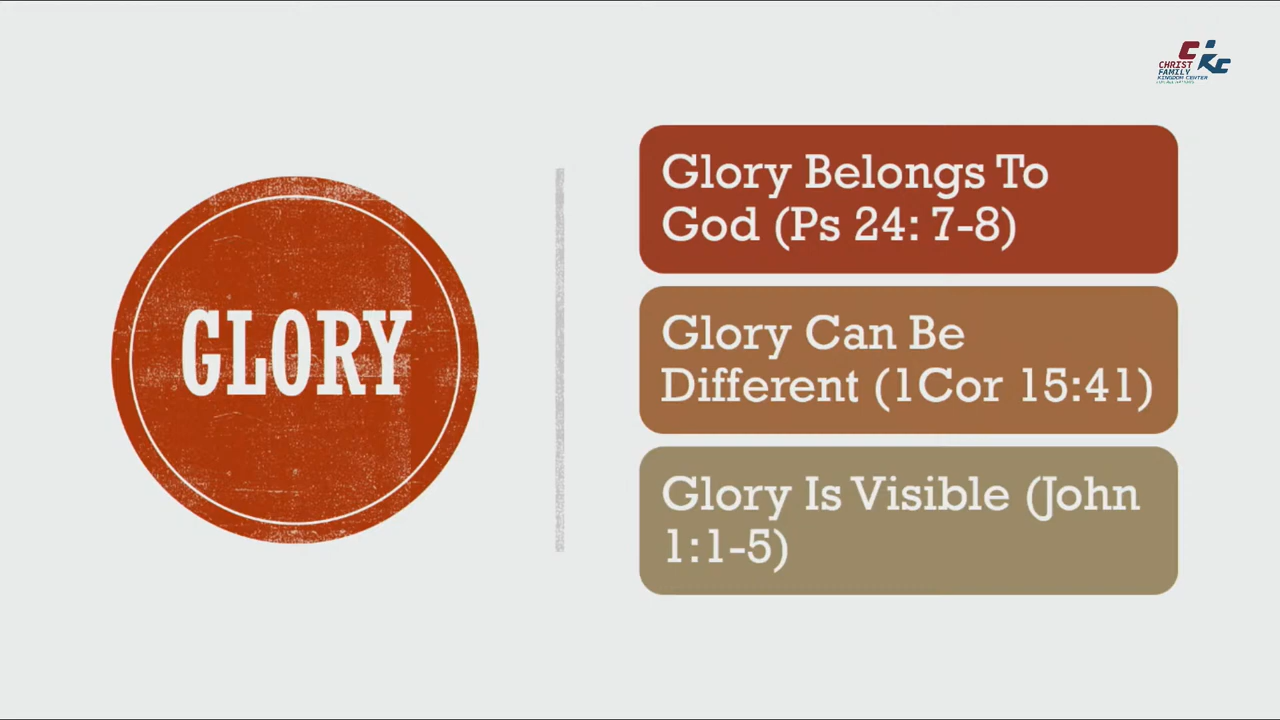 CHRIST
FAMILY
KINGDOM CENTER
GLORY
Glory Belongs To
God (Ps 24: 7-8)
Glory Can Be
Different (1Cor 15:41)
Glory Is Visible (John
1:1-5)